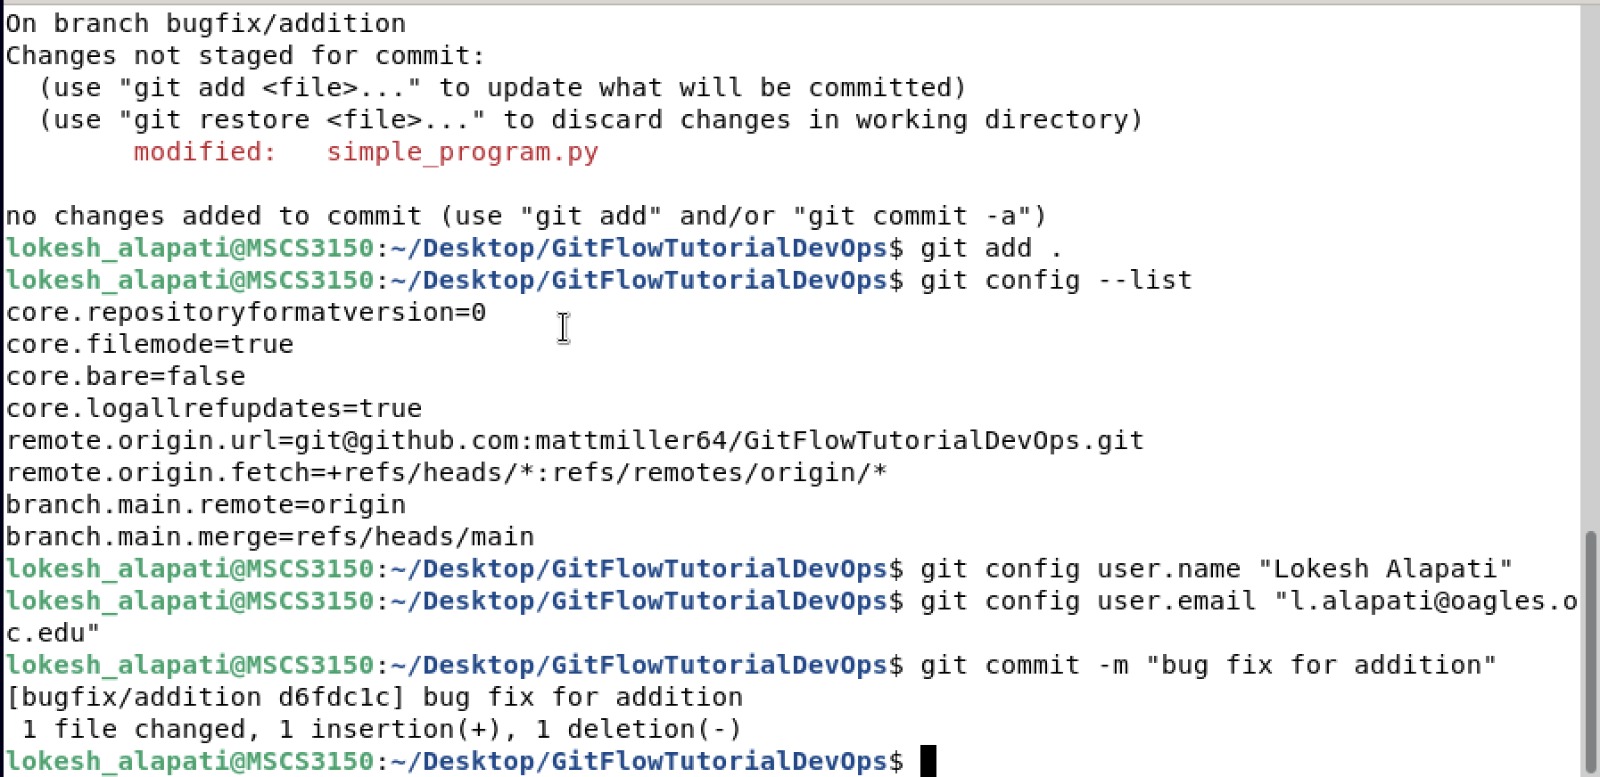 On branch bugfix/addition
Changes not staged for commit:
  (use "git add <file>..." to update what will be committed)
  (use "git restore <file>..." to discard changes in working directory)
        modified:   simple_program.py

no changes added to commit (use "git add" and/or "git commit -a")
lokesh_alapati@MSCS3150:~/Desktop/GitFlowTutorialDevOps$ git add .
lokesh_alapati@MSCS3150:~/Desktop/GitFlowTutorialDevOps$ git config --list
core.repositoryformatversion=0
core.filemode=true
core.bare=false
core.logallrefupdates=true
remote.origin.url=git@github.com:mattmiller64/GitFlowTutorialDevOps.git
remote.origin.fetch=+refs/heads/*:refs/remotes/origin/*
branch.main.remote=origin
branch.main.merge=refs/heads/main
lokesh_alapati@MSCS3150:~/Desktop/GitFlowTutorialDevOps$ git config user.name "Lokesh Alapati"
lokesh_alapati@MSCS3150:~/Desktop/GitFlowTutorialDevOps$ git config user.email "l.alapati@oagles.o
c.edu"
lokesh_alapati@MSCS3150:~/Desktop/GitFlowTutorialDevOps$ git commit -m "bug fix for addition"
[bugfix/addition d6fdc1c] bug fix for addition
 1 file changed, 1 insertion(+), 1 deletion(-)
lokesh_alapati@MSCS3150:~/Desktop/GitFlowTutorialDevOps$